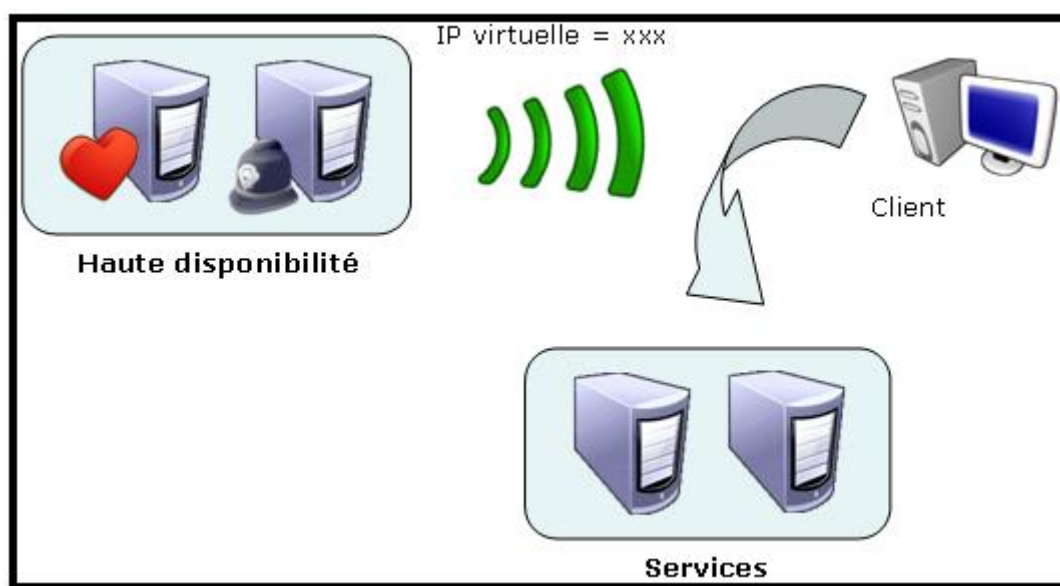 IP virtuelle = xxx
Client
Haute disponibilité
Services